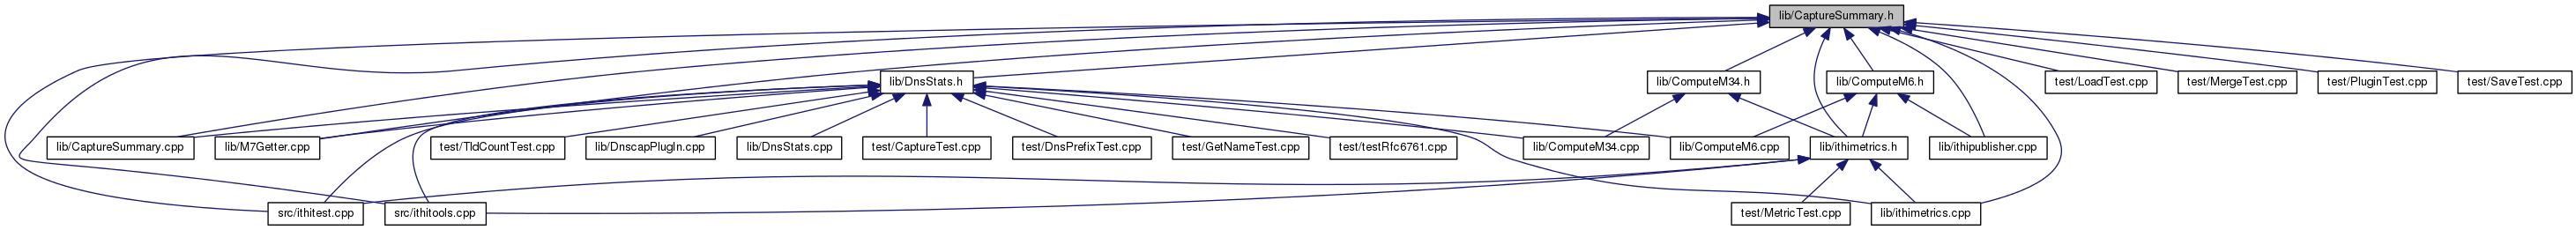 lib/CaptureSummary.h
lib/DnsStats.h
lib/ComputeM34.h
lib/ComputeM6.h
test/LoadTest.cpp
test/MergeTest.cpp
test/PluginTest.cpp
test/SaveTest.cpp
lib/CaptureSummary.cpp
lib/M7Getter.cpp
test/TldCountTest.cpp
lib/DnscapPlugIn.cpp
lib/DnsStats.cpp
test/CaptureTest.cpp
test/DnsPrefixTest.cpp
test/GetNameTest.cpp
test/testRfc6761.cpp
lib/ComputeM34.cpp
lib/ComputeM6.cpp
lib/ithimetrics.h
lib/ithipublisher.cpp
src/ithitest.cpp
src/ithitools.cpp
test/MetricTest.cpp
lib/ithimetrics.cpp